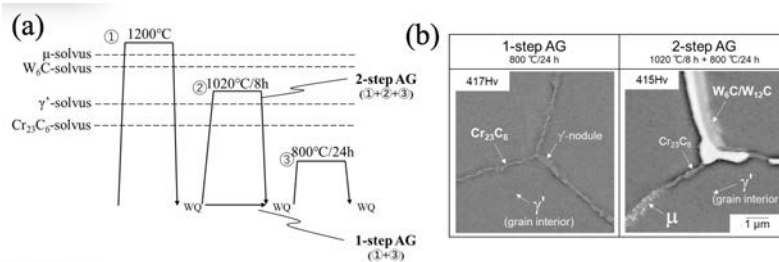 (a)
① 1200℃
μ-solvus
W₆C-solvus
② 1020℃/8h
2-step AG
(①+②+③)
γ'-solvus
Cr₂₃C₆-solvus
③ 800℃/24h
WQ
WQ
WQ
1-step AG
(①+③)
(b)
1-step AG
800 ℃/24 h
2-step AG
1020 ℃/8 h + 800 ℃/24 h
417Hv
Cr₂₃C₆
γ'-nodule
γ'
(grain interior)
415Hv
W₆C/W₁₂C
Cr₂₃C₆
γ'
(grain interior)
μ
1 μm